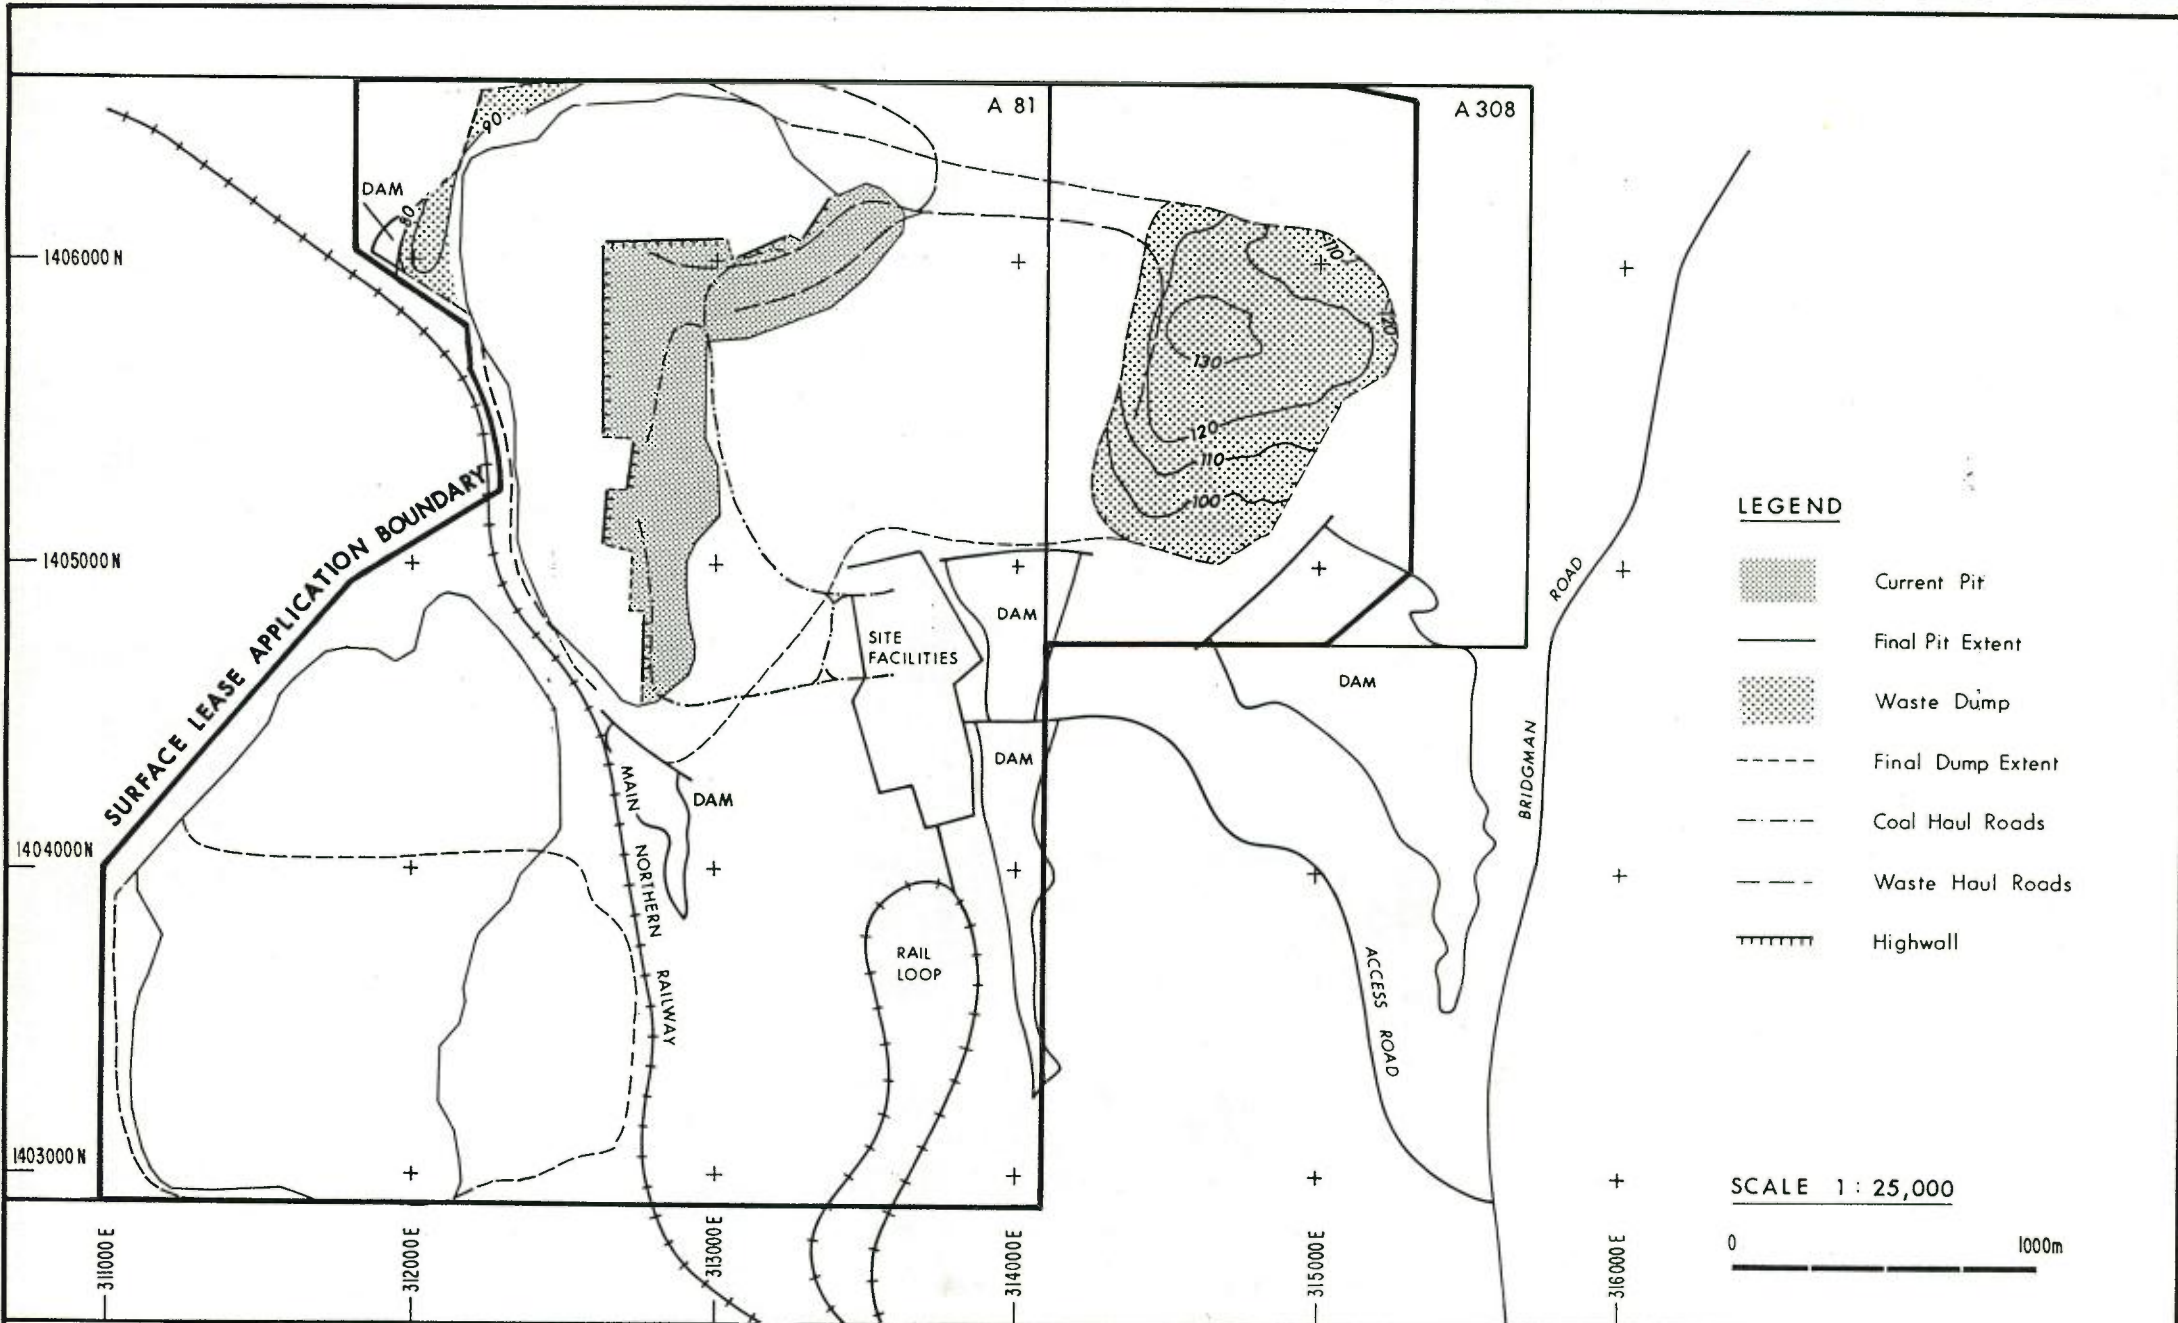 A 81
A 308
90
DAM
80
1406000 N
110
120
130
120
110
100
LEGEND
Current Pit
Final Pit Extent
Waste Dump
Final Dump Extent
Coal Haul Roads
Waste Haul Roads
Highwall
SURFACE LEASE APPLICATION BOUNDARY
1405000N
DAM
SITE
FACILITIES
DAM
DAM
DAM
BRIDGMAN ROAD
MAIN NORTHERN RAILWAY
1404000N
RAIL
LOOP
ACCESS ROAD
1403000 N
SCALE 1 : 25,000
0 1000m
311000 E
312000 E
313000 E
314000 E
315000 E
316000 E